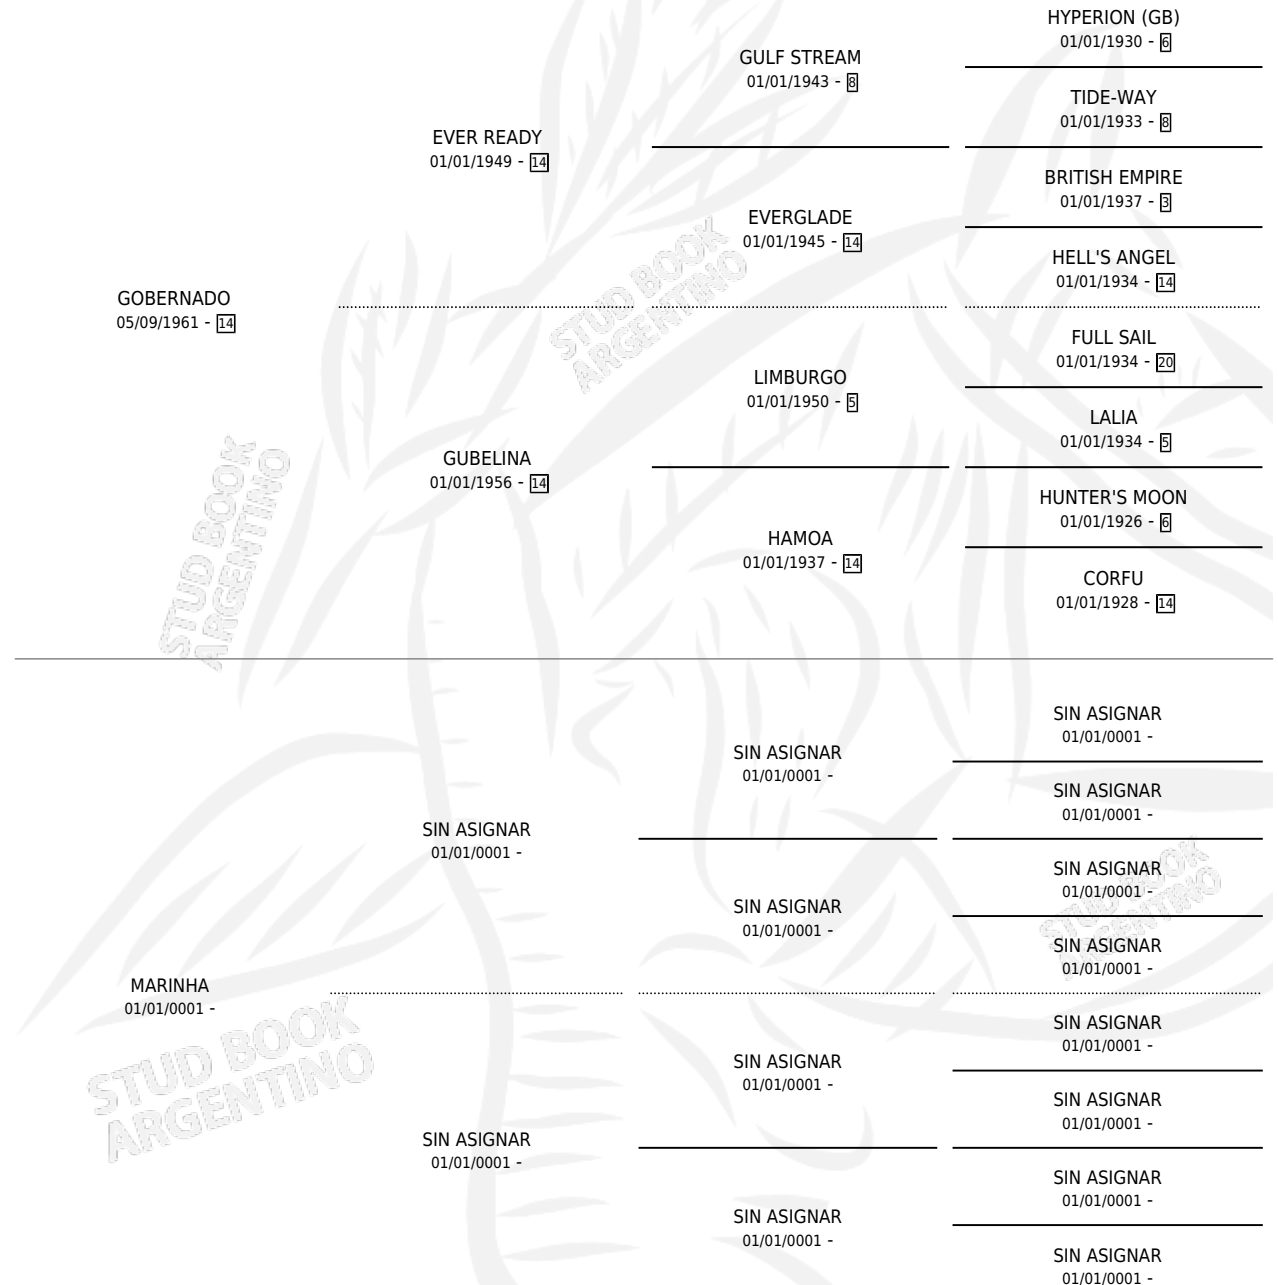 HYPERION (GB)
01/01/1930 - 6
GULF STREAM
01/01/1943 - 8
TIDE-WAY
01/01/1933 - 8
EVER READY
01/01/1949 - 14
BRITISH EMPIRE
01/01/1937 - 3
EVERGLADE
01/01/1945 - 14
HELL'S ANGEL
01/01/1934 - 14
GOBERNADO
05/09/1961 - 14
FULL SAIL
01/01/1934 - 20
LIMBURGO
01/01/1950 - 5
LALIA
01/01/1934 - 5
GUBELINA
01/01/1956 - 14
HUNTER'S MOON
01/01/1926 - 6
HAMOA
01/01/1937 - 14
CORFU
01/01/1928 - 14
STUD BOOK
ARGENTINO
STUD BOOK
ARGENTINO
SIN ASIGNAR
01/01/0001 -
SIN ASIGNAR
01/01/0001 -
SIN ASIGNAR
01/01/0001 -
SIN ASIGNAR
01/01/0001 -
SIN ASIGNAR
01/01/0001 -
SIN ASIGNAR
01/01/0001 -
SIN ASIGNAR
01/01/0001 -
MARINHA
01/01/0001 -
SIN ASIGNAR
01/01/0001 -
SIN ASIGNAR
01/01/0001 -
SIN ASIGNAR
01/01/0001 -
SIN ASIGNAR
01/01/0001 -
SIN ASIGNAR
01/01/0001 -
SIN ASIGNAR
01/01/0001 -
SIN ASIGNAR
01/01/0001 -
STUD BOOK
ARGENTINO
STUD BOOK
ARGENTINO